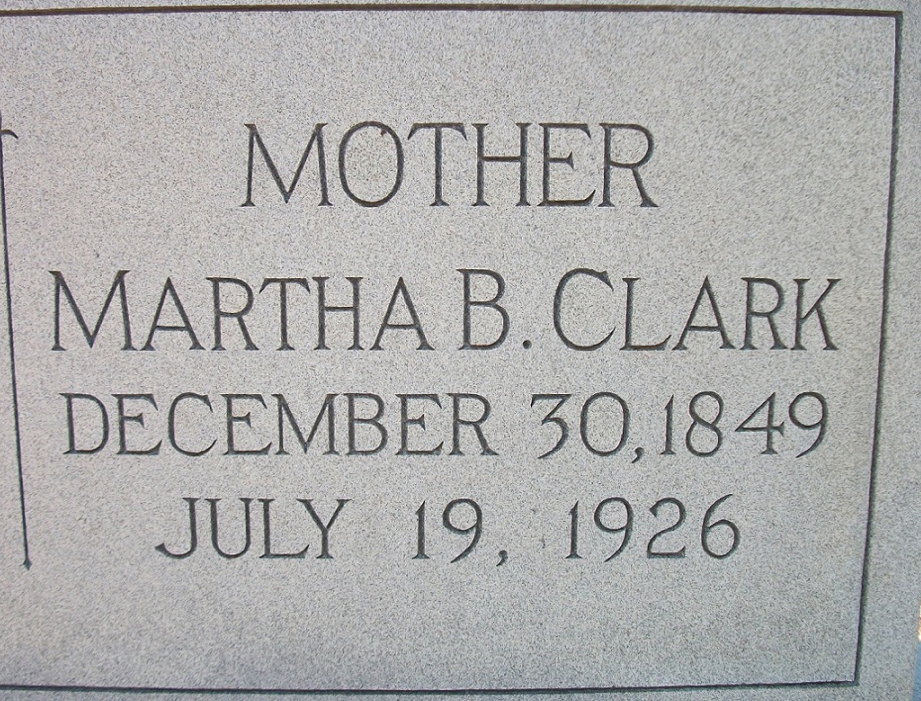 MOTHER
MARTHA B. CLARK
DECEMBER 30, 1849
JULY 19, 1926